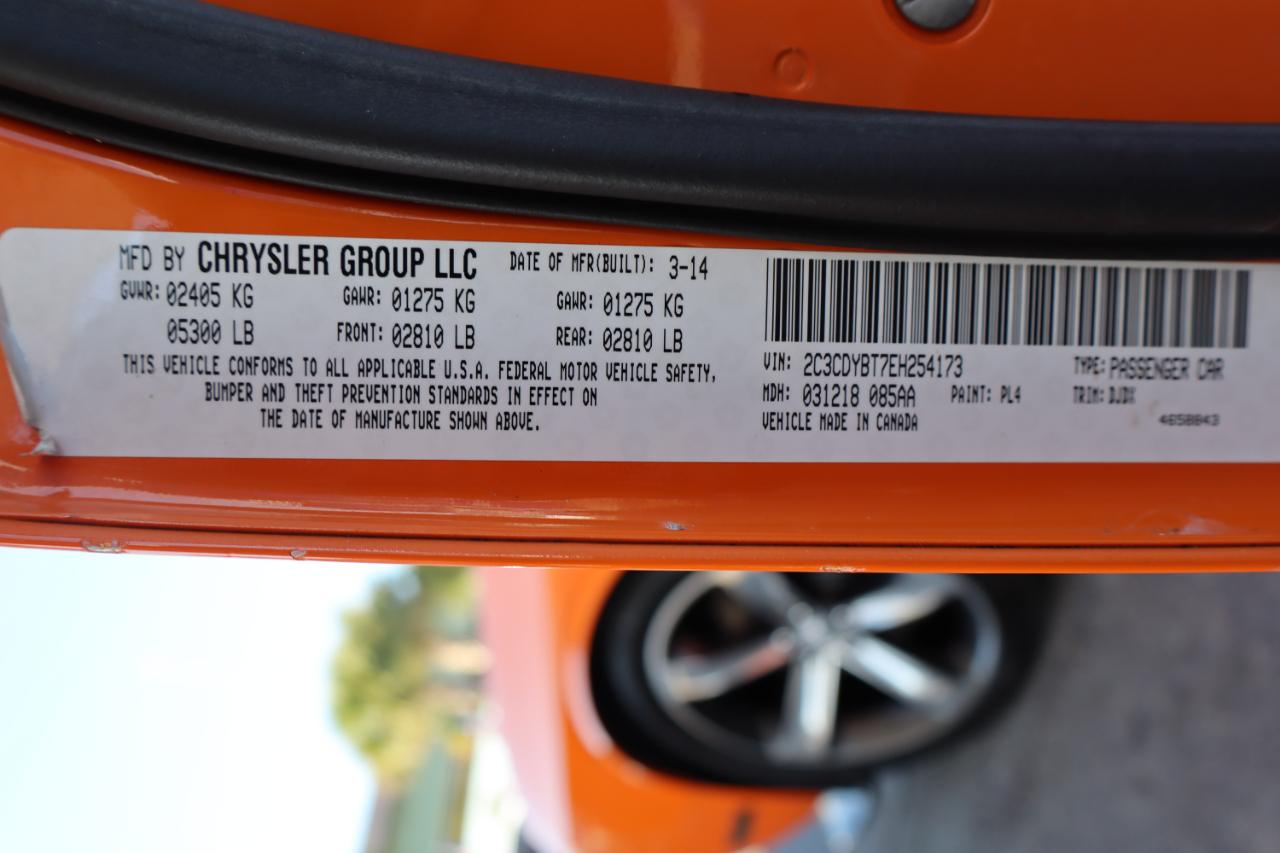 MFD BY CHRYSLER GROUP LLC DATE OF MFR(BUILT): 3-14
GVWR: 02405 KG GAWR: 01275 KG GAWR: 01275 KG
05300 LB FRONT: 02810 LB REAR: 02810 LB
THIS VEHICLE CONFORMS TO ALL APPLICABLE U.S.A. FEDERAL MOTOR VEHICLE SAFETY,
BUMPER AND THEFT PREVENTION STANDARDS IN EFFECT ON
THE DATE OF MANUFACTURE SHOWN ABOVE.
VIN: 2C3CDYBT7EH254173 TYPE: PASSENGER CAR
MDH: 031218 085AA PAINT: PL4 TRIM: DJDX
VEHICLE MADE IN CANADA 4658843